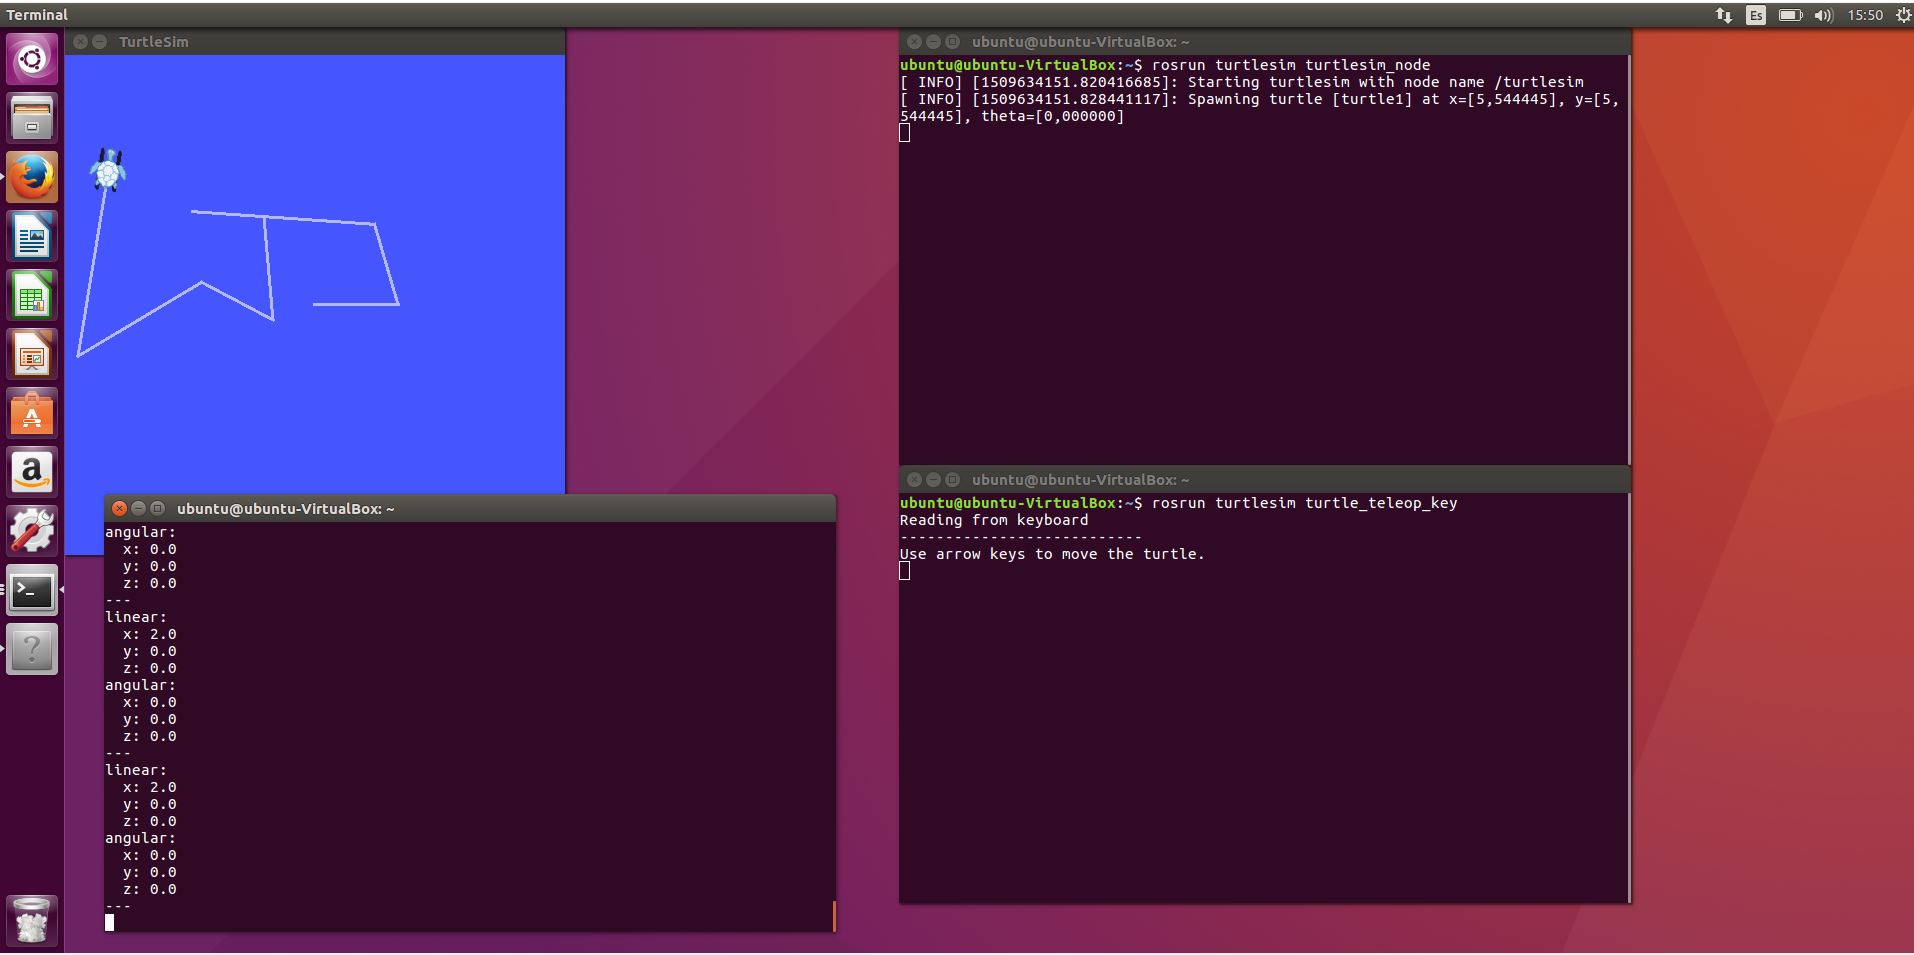 Terminal
Es
15:50
TurtleSim
ubuntu@ubuntu-VirtualBox: ~
ubuntu@ubuntu-VirtualBox:~$ rosrun turtlesim turtlesim_node
[ INFO] [1509634151.820416685]: Starting turtlesim with node name /turtlesim
[ INFO] [1509634151.828441117]: Spawning turtle [turtle1] at x=[5,544445], y=[5,
544445], theta=[0,000000]
ubuntu@ubuntu-VirtualBox: ~
ubuntu@ubuntu-VirtualBox:~$ rosrun turtlesim turtle_teleop_key
Reading from keyboard
---------------------------
Use arrow keys to move the turtle.
ubuntu@ubuntu-VirtualBox: ~
angular:
  x: 0.0
  y: 0.0
  z: 0.0
---
linear:
  x: 2.0
  y: 0.0
  z: 0.0
angular:
  x: 0.0
  y: 0.0
  z: 0.0
---
linear:
  x: 2.0
  y: 0.0
  z: 0.0
angular:
  x: 0.0
  y: 0.0
  z: 0.0
---